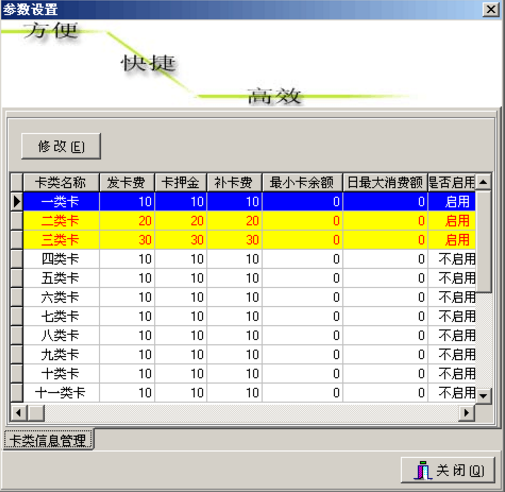 参数设置
方便
快捷
高效
修改(E)
卡类名称 发卡费 卡押金 补卡费 最小卡余额 日最大消费额 是否启用
一类卡 10 10 10 0 0 启用
二类卡 20 20 20 0 0 启用
三类卡 30 30 30 0 0 启用
四类卡 10 10 10 0 0 不启用
五类卡 10 10 10 0 0 不启用
六类卡 10 10 10 0 0 不启用
七类卡 10 10 10 0 0 不启用
八类卡 10 10 10 0 0 不启用
九类卡 10 10 10 0 0 不启用
十类卡 10 10 10 0 0 不启用
十一类卡 10 10 10 0 0 不启用
卡类信息管理
关闭(Q)